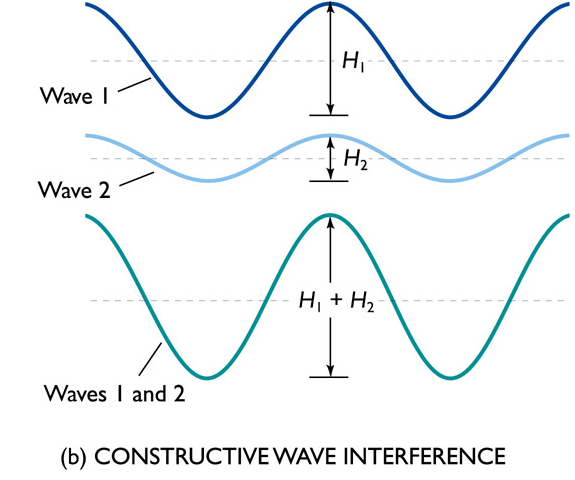 H₁
Wave 1
H₂
Wave 2
H₁ + H₂
Waves 1 and 2
(b) CONSTRUCTIVE WAVE INTERFERENCE